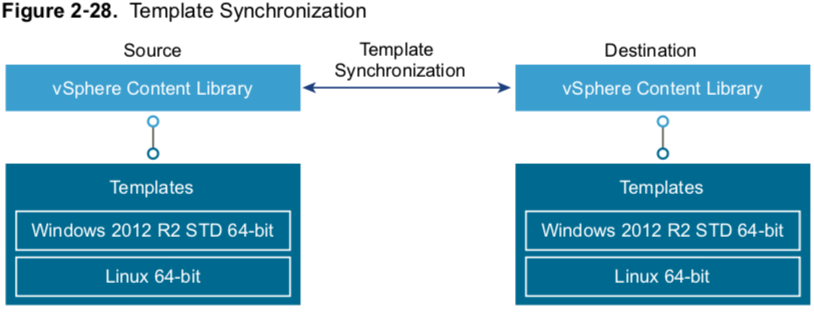 Figure 2-28. Template Synchronization
Source
Template
Synchronization
Destination
vSphere Content Library
vSphere Content Library
Templates
Windows 2012 R2 STD 64-bit
Linux 64-bit
Templates
Windows 2012 R2 STD 64-bit
Linux 64-bit